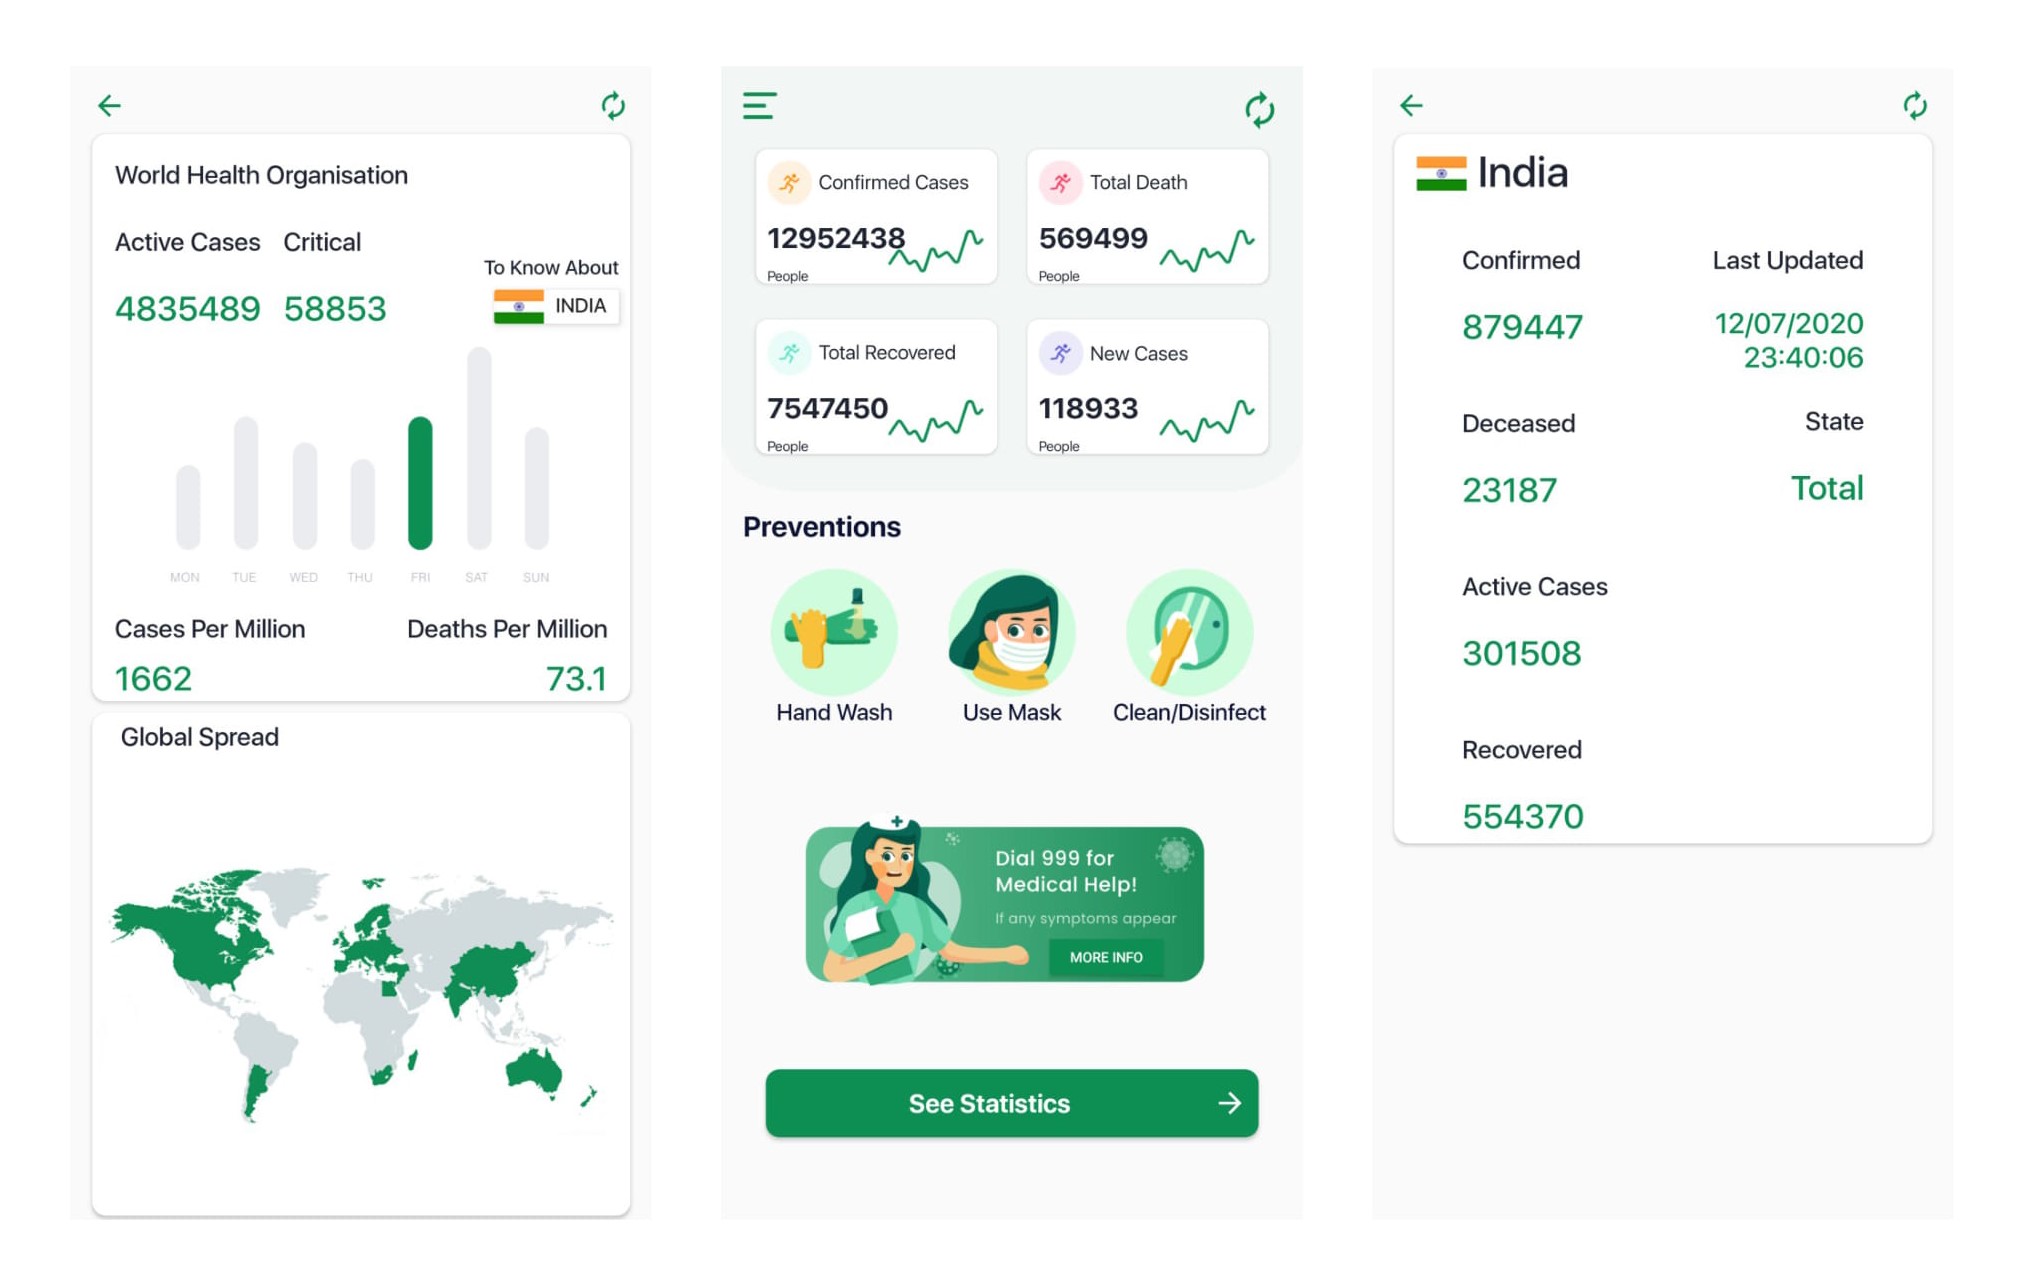 World Health Organisation
Active Cases Critical
4835489 58853
To Know About
INDIA
MON TUE WED THU FRI SAT SUN
Cases Per Million Deaths Per Million
1662 73.1
Global Spread
Confirmed Cases
12952438
People
Total Death
569499
People
Total Recovered
7547450
People
New Cases
118933
People
Preventions
Hand Wash
Use Mask
Clean/Disinfect
Dial 999 for
Medical Help!
If any symptoms appear
MORE INFO
See Statistics
India
Confirmed
879447
Last Updated
12/07/2020
23:40:06
Deceased
23187
State
Total
Active Cases
301508
Recovered
554370